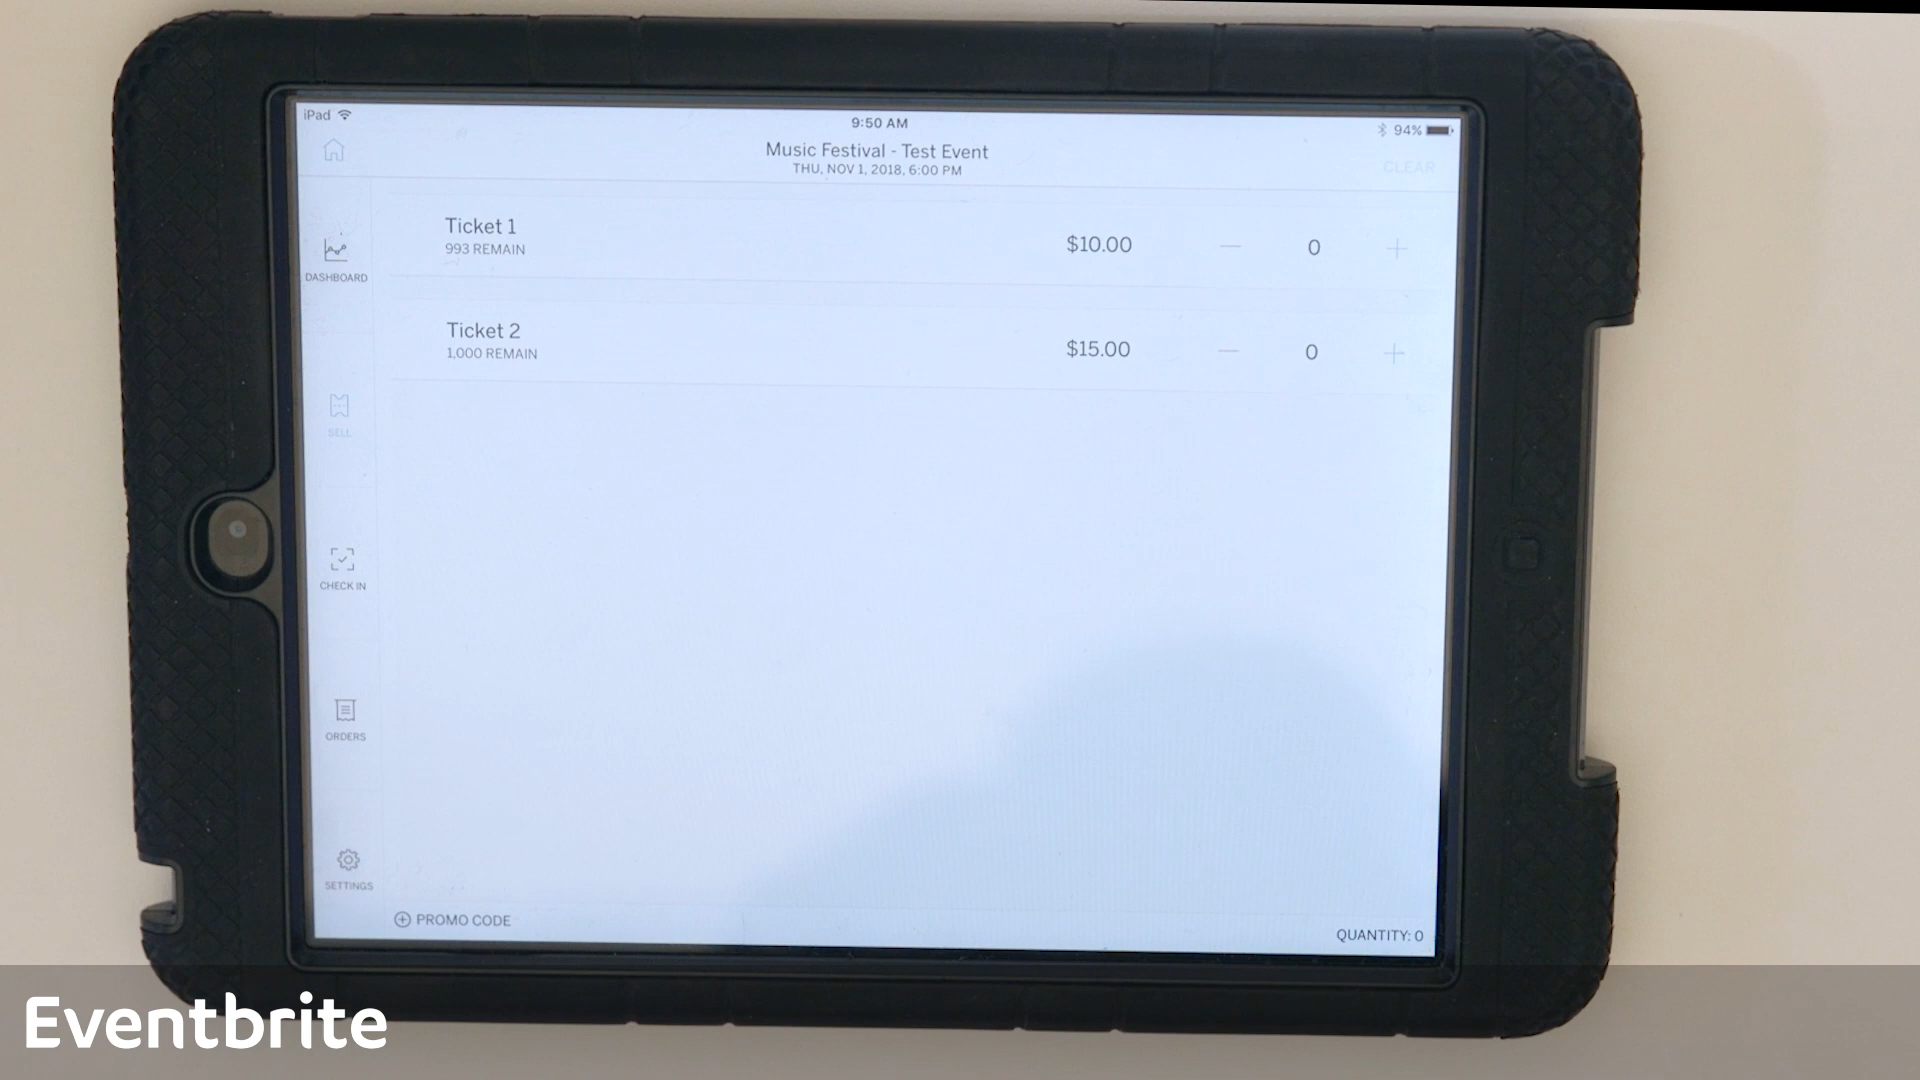 iPad
9:50 AM
94%
Music Festival - Test Event
THU, NOV 1, 2018, 6:00 PM
CLEAR
Ticket 1
993 REMAIN
$10.00
0
DASHBOARD
Ticket 2
1,000 REMAIN
$15.00
0
SELL
CHECK IN
ORDERS
SETTINGS
PROMO CODE
QUANTITY: 0
Eventbrite